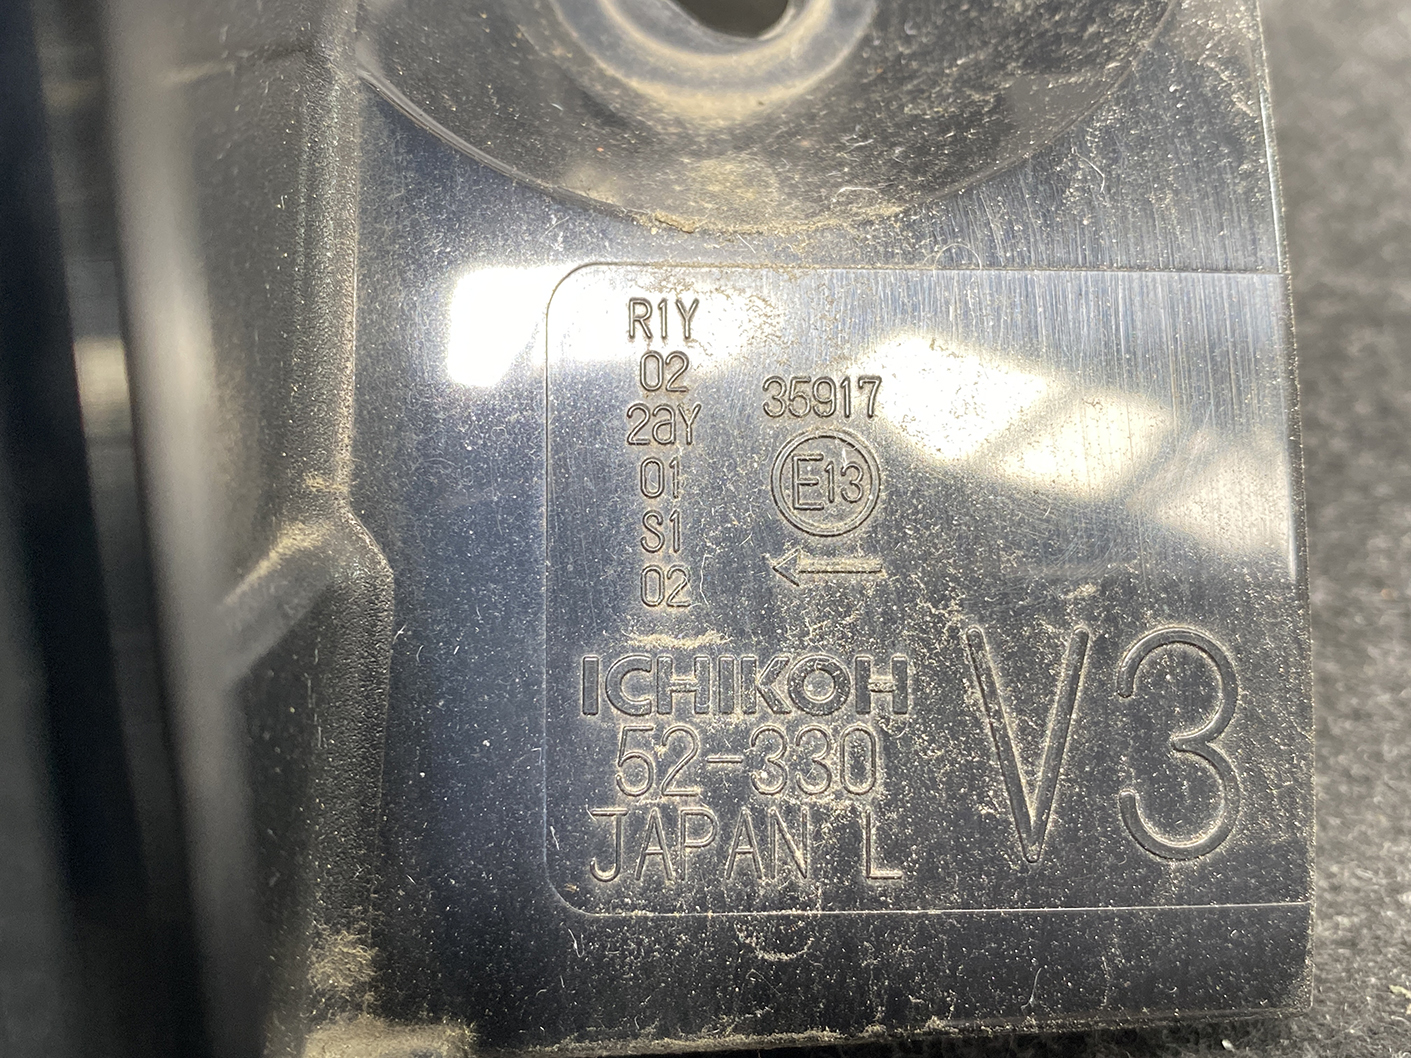 R1Y
02
2aY
01
S1
02
35917
E13
ICHIKOH
52-330
JAPAN L
V3